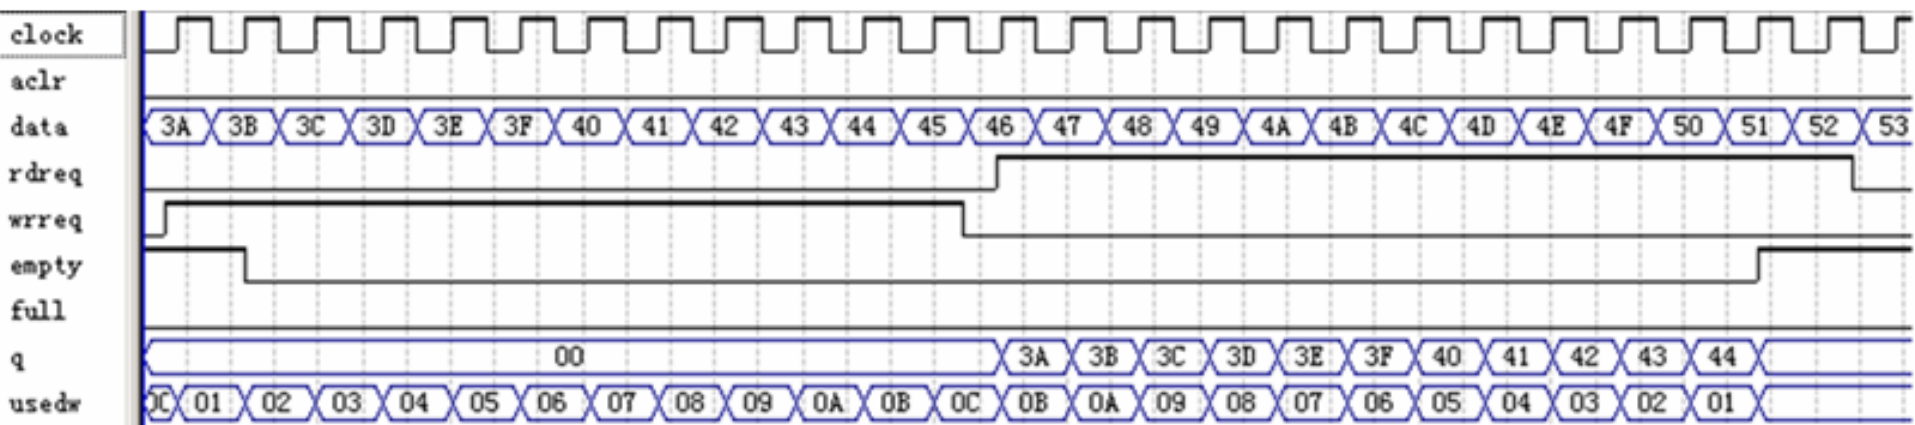 clock
aclr
data 3A 3B 3C 3D 3E 3F 40 41 42 43 44 45 46 47 48 49 4A 4B 4C 4D 4E 4F 50 51 52 53
rdreq
wrreq
empty
full
q 00 3A 3B 3C 3D 3E 3F 40 41 42 43 44
usedw 01 02 03 04 05 06 07 08 09 0A 0B 0C 0B 0A 09 08 07 06 05 04 03 02 01